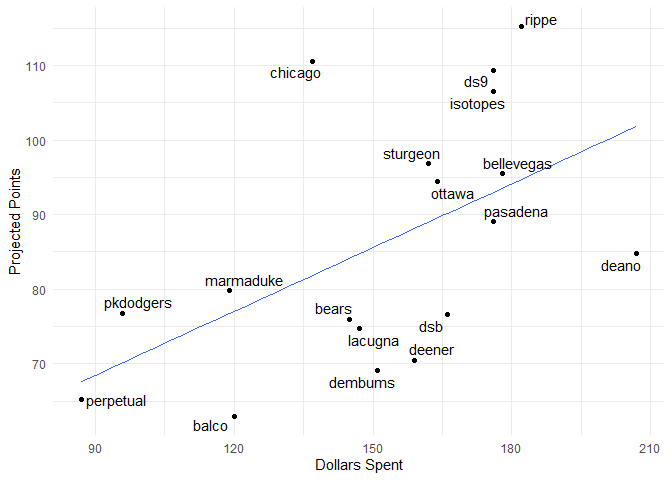 rippe
110
chicago
ds9
isotopes
100
sturgeon
bellevegas
ottawa
90
pasadena
deano
80
marmaduke
pkdodgers
bears
dsb
lacugna
deener
70
dembums
perpetual
balco
Projected Points
90
120
150
180
210
Dollars Spent